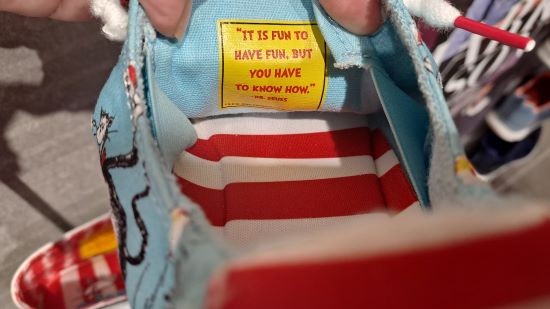 "IT IS FUN TO
HAVE FUN, BUT
YOU HAVE
TO KNOW HOW."
-DR. SEUSS